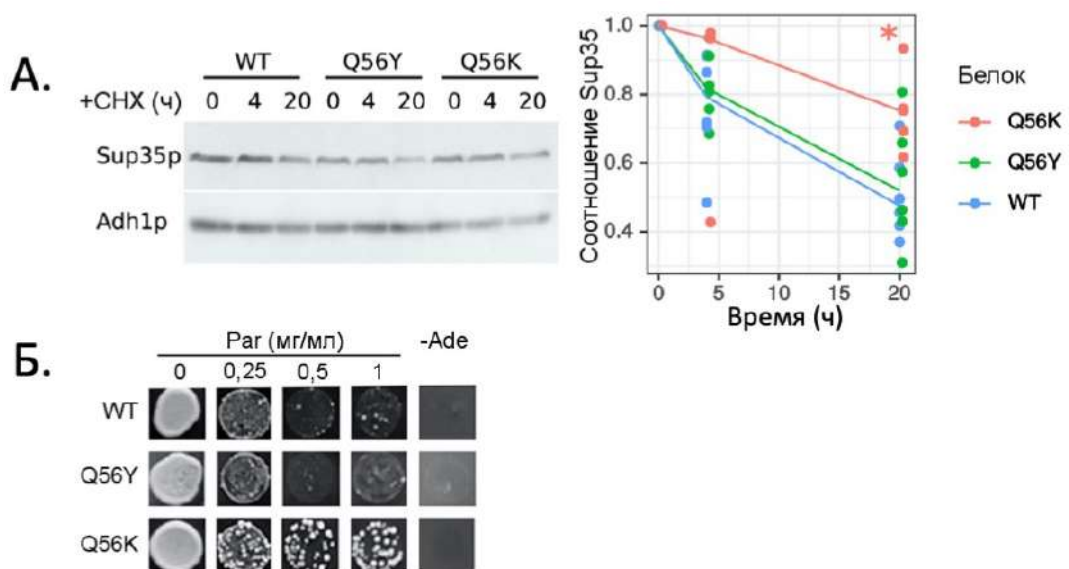 А.
WT Q56Y Q56K
+CHX (ч) 0 4 20 0 4 20 0 4 20
Sup35p
Adh1p
Соотношение Sup35
1.0
0.8
0.6
0.4
0 5 10 15 20
Время (ч)
*
Белок
Q56K
Q56Y
WT
Б.
Par (мг/мл) -Ade
0 0,25 0,5 1
WT
Q56Y
Q56K